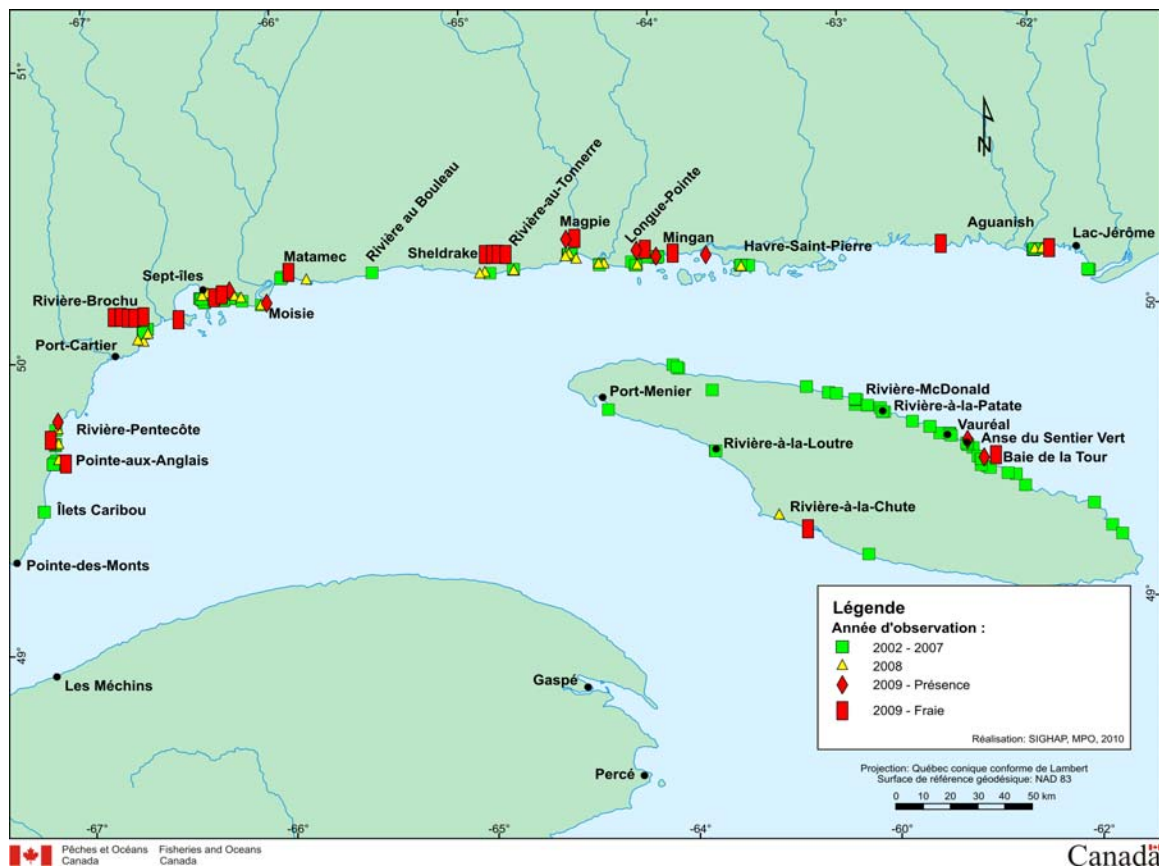 -67°
-66°
-65°
-64°
-63°
-62°
51°
N
Rivière au Bouleau
Rivière-au-Tonnerre
Longue-Pointe
Magpie
Mingan
Aguanish
Lac-Jérôme
Havre-Saint-Pierre
Sheldrake
Matamec
Sept-îles
Rivière-Brochu
Moisie
50°
Port-Cartier
50°
Port-Menier
Rivière-McDonald
Rivière-à-la-Patate
Vauréal
Anse du Sentier Vert
Baie de la Tour
Rivière-à-la-Loutre
Rivière-à-la-Chute
Rivière-Pentecôte
Pointe-aux-Anglais
Îlets Caribou
Pointe-des-Monts
49°
49°
Les Méchins
Gaspé
Percé
Légende
Année d'observation :
2002 - 2007
2008
2009 - Présence
2009 - Fraie
Réalisation: SIGHAP, MPO, 2010
Projection: Québec conique conforme de Lambert
Surface de référence géodésique: NAD 83
0 10 20 30 40 50 km
-67°
-66°
-65°
-64°
-60°
-62°
Pêches et Océans Fisheries and Oceans
Canada Canada
Canada